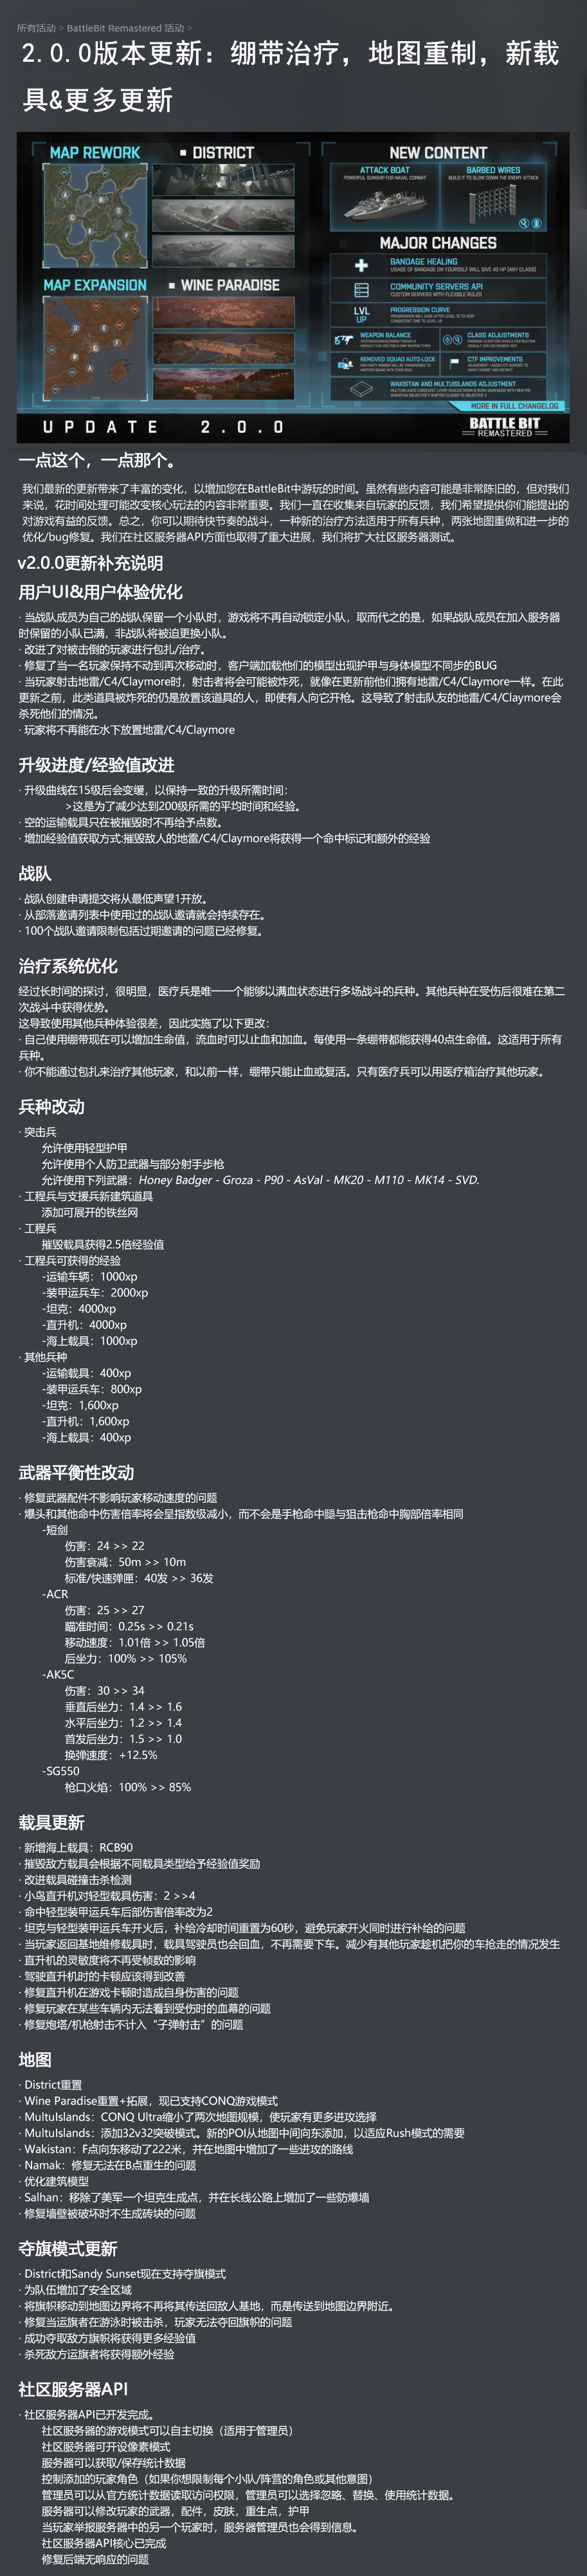 所有活动 > BattleBit Remastered 活动 >
2.0.0版本更新：绷带治疗，地图重制，新载
具&更多更新
MAP REWORK
DISTRICT
MAP EXPANSION
WINE PARADISE
NEW CONTENT
ATTACK BOAT
POWERFUL GUNSHIP FOR NAVAL COMBAT
BARBED WIRES
BUILD IT SLOW DOWN THE ENEMY ATTACK
MAJOR CHANGES
BANDAGE HEALING
USAGE OF BANDAGE ON YOURSELF WILL GIVE 40 HP [ANY CLASS]
COMMUNITY SERVERS API
CUSTOM SERVERS WITH FLEXIBLE RULES
LVL UP
PROGRESSION CURVE
WEAPON BALANCE
CLASS ADJUSTMENTS
REMOVED SQUAD AUTO-LOCK
CTF IMPROVEMENTS
WAKISTAN AND MULTIISLANDS ADJUSTMENT
MORE IN FULL CHANGELOG
UPDATE 2.0.0
BATTLE BIT
REMASTERED
一点这个，一点那个。
我们最新的更新带来了丰富的变化，以增加您在BattleBit中游玩的时间。虽然有些内容可能是非常陈旧的，但对我们
来说，花时间处理可能改变核心玩法的内容非常重要。我们一直在收集来自玩家的反馈，我们希望提供你们能提出的
对游戏有益的反馈。总之，你可以期待快节奏的战斗，一种新的治疗方法适用于所有兵种，两张地图重做和进一步的
优化/bug修复。我们在社区服务器API方面也取得了重大进展，我们将扩大社区服务器测试。
v2.0.0更新补充说明
用户UI&用户体验优化
· 当战队成员为自己的战队保留一个小队时，游戏将不再自动锁定小队，取而代之的是，如果战队成员在加入服务器
时保留的小队已满，非战队将被迫更换小队。
· 改进了对被击倒的玩家进行包扎/治疗。
· 修复了当一名玩家保持不动到再次移动时，客户端加载他们的模型出现护甲与身体模型不同步的BUG
· 当玩家射击地雷/C4/Claymore时，射击者将会可能被炸死，就像在更新前他们拥有地雷/C4/Claymore一样。在此
更新之前，此类道具被炸死的仍是放置该道具的人，即使有人向它开枪。这导致了射击队友的地雷/C4/Claymore会
杀死他们的情况。
· 玩家将不再能在水下放置地雷/C4/Claymore
升级进度/经验值改进
· 升级曲线在15级后会变缓，以保持一致的升级所需时间：
>这是为了减少达到200级所需的平均时间和经验。
· 空的运输载具只在被摧毁时不再给予点数。
· 增加经验值获取方式:摧毁敌人的地雷/C4/Claymore将获得一个命中标记和额外的经验
战队
· 战队创建申请提交将从最低声望1开放。
· 从部落邀请列表中使用过的战队邀请就会持续存在。
· 100个战队邀请限制包括过期邀请的问题已经修复。
治疗系统优化
经过长时间的探讨，很明显，医疗兵是唯一一个能够以满血状态进行多场战斗的兵种。其他兵种在受伤后很难在第二
次战斗中获得优势。
这导致使用其他兵种体验很差，因此实施了以下更改：
· 自己使用绷带现在可以增加生命值，流血时可以止血和加血。每使用一条绷带都能获得40点生命值。这适用于所有
兵种。
· 你不能通过包扎来治疗其他玩家，和以前一样，绷带只能止血或复活。只有医疗兵可以用医疗箱治疗其他玩家。
兵种改动
· 突击兵
允许使用轻型护甲
允许使用个人防卫武器与部分射手步枪
允许使用下列武器：Honey Badger - Groza - P90 - AsVal - MK20 - M110 - MK14 - SVD.
· 工程兵与支援兵新建筑道具
添加可展开的铁丝网
· 工程兵
摧毁载具获得2.5倍经验值
· 工程兵可获得的经验
-运输车辆：1000xp
-装甲运兵车：2000xp
-坦克：4000xp
-直升机：4000xp
-海上载具：1000xp
· 其他兵种
-运输载具：400xp
-装甲运兵车：800xp
-坦克：1,600xp
-直升机：1,600xp
-海上载具：400xp
武器平衡性改动
· 修复武器配件不影响玩家移动速度的问题
· 爆头和其他命中伤害倍率将会呈指数级减小，而不会是手枪命中腿与狙击枪命中胸部倍率相同
-短剑
伤害：24 >> 22
伤害衰减：50m >> 10m
标准/快速弹匣：40发 >> 36发
-ACR
伤害：25 >> 27
瞄准时间：0.25s >> 0.21s
移动速度：1.01倍 >> 1.05倍
后坐力：100% >> 105%
-AK5C
伤害：30 >> 34
垂直后坐力：1.4 >> 1.6
水平后坐力：1.2 >> 1.4
首发后坐力：1.5 >> 1.0
换弹速度：+12.5%
-SG550
枪口火焰：100% >> 85%
载具更新
· 新增海上载具：RCB90
· 摧毁敌方载具会根据不同载具类型给予经验值奖励
· 改进载具碰撞击杀检测
· 小鸟直升机对轻型载具伤害：2 >>4
· 命中轻型装甲运兵车后部伤害倍率改为2
· 坦克与轻型装甲运兵车开火后，补给冷却时间重置为60秒，避免玩家开火同时进行补给的问题
· 当玩家返回基地维修载具时，载具驾驶员也会回血，不再需要下车。减少有其他玩家趁机把你的车抢走的情况发生
· 直升机的灵敏度将不再受帧数的影响
· 驾驶直升机时的卡顿应该得到改善
· 修复直升机在游戏卡顿时造成自身伤害的问题
· 修复玩家在某些车辆内无法看到受伤时的血幕的问题
· 修复炮塔/机枪射击不计入“子弹射击”的问题
地图
· District重置
· Wine Paradise重置+拓展，现已支持CONQ游戏模式
· MultuIslands：CONQ Ultra缩小了两次地图规模，使玩家有更多进攻选择
· MultuIslands：添加32v32突破模式。新的POI从地图中间向东添加，以适应Rush模式的需要
· Wakistan：F点向东移动了222米，并在地图中增加了一些进攻的路线
· Namak：修复无法在B点重生的问题
· 优化建筑模型
· Salhan：移除了美军一个坦克生成点，并在长线公路上增加了一些防爆墙
· 修复墙壁被破坏时不生成砖块的问题
夺旗模式更新
· District和Sandy Sunset现在支持夺旗模式
· 为队伍增加了安全区域
· 将旗帜移动到地图边界将不再将其传送回敌人基地，而是传送到地图边界附近。
· 修复当运旗者在游泳时被击杀，玩家无法夺回旗帜的问题
· 成功夺取敌方旗帜将获得更多经验值
· 杀死敌方运旗者将获得额外经验
社区服务器API
· 社区服务器API已开发完成。
社区服务器的游戏模式可以自主切换（适用于管理员）
社区服务器可开设像素模式
服务器可以获取/保存统计数据
控制添加的玩家角色（如果你想限制每个小队/阵营的角色或其他意图）
管理员可以从官方统计数据读取访问权限，管理员可以选择忽略、替换、使用统计数据。
服务器可以修改玩家的武器，配件，皮肤，重生点，护甲
当玩家举报服务器中的另一个玩家时，服务器管理员也会得到信息。
社区服务器API核心已完成
修复后端无响应的问题